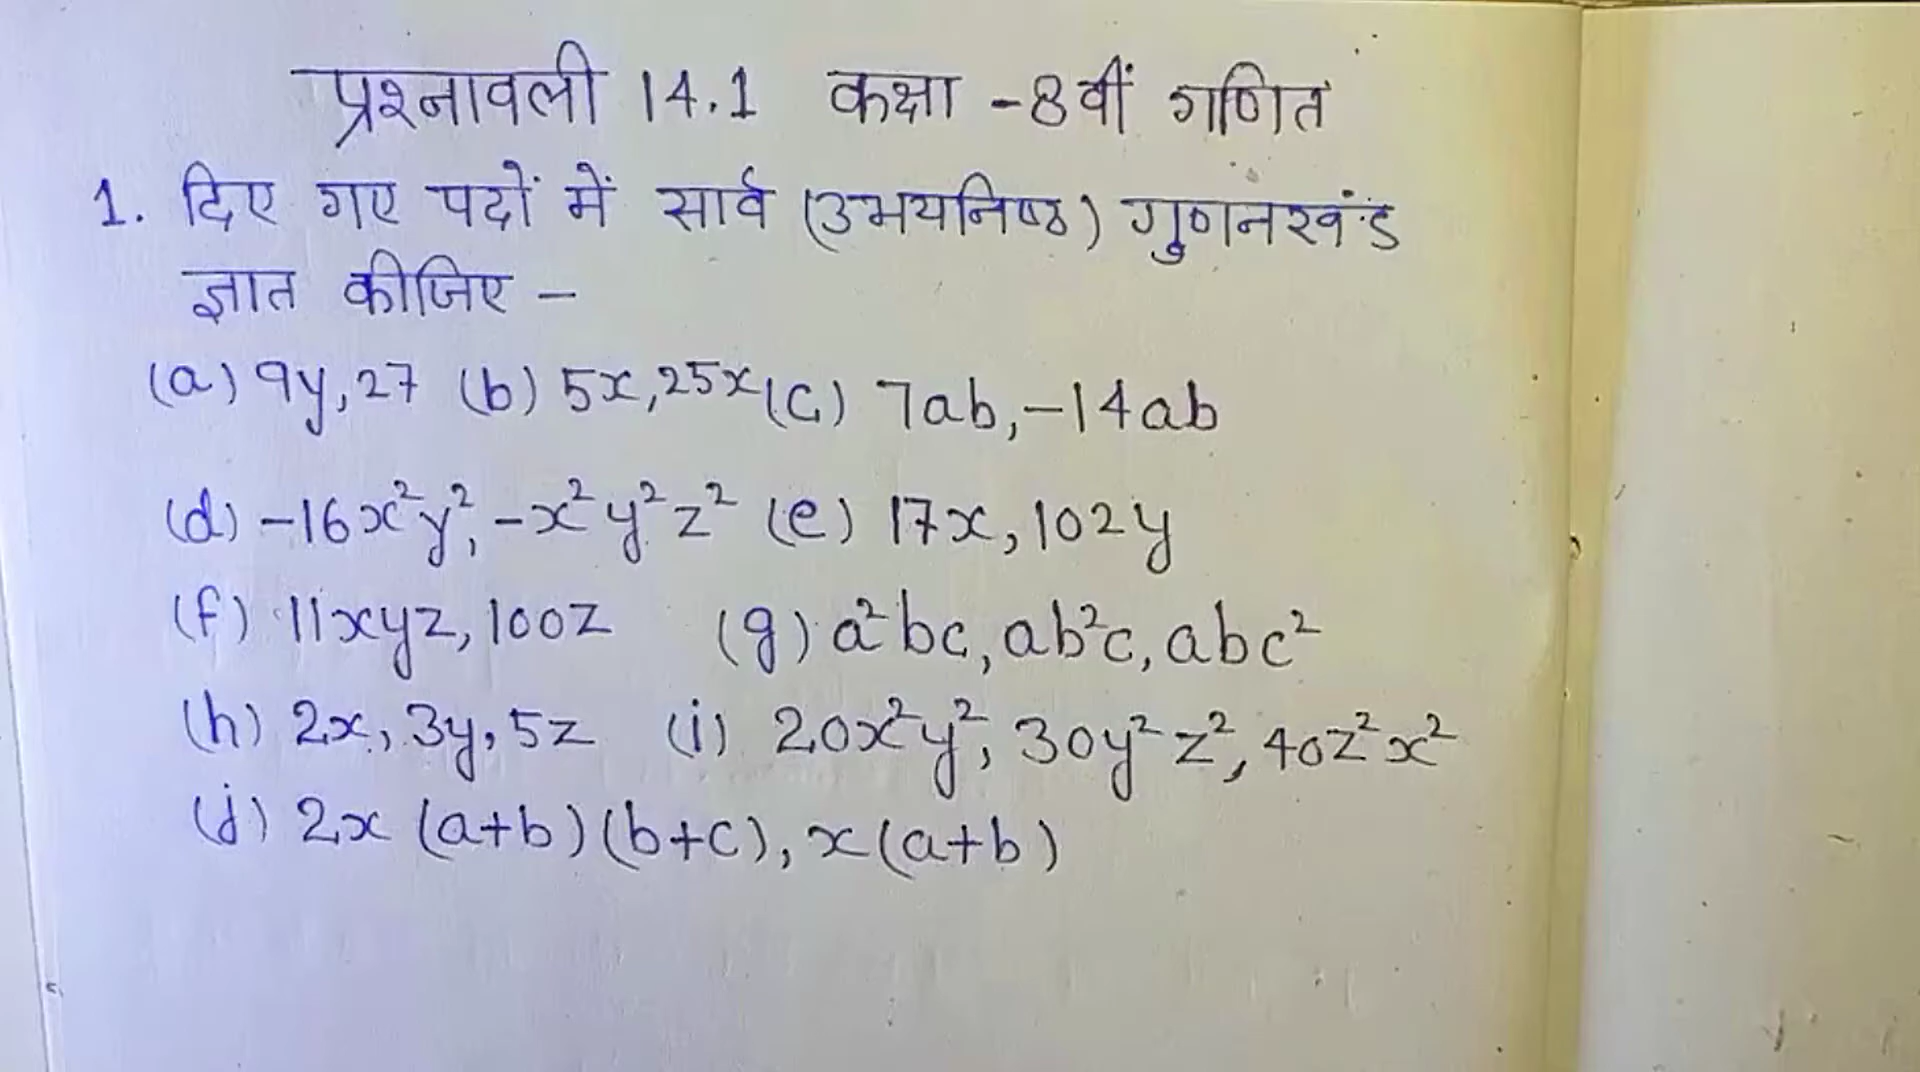 प्रश्नावली 14.1 कक्षा -8वीं गणित
1. दिए गए पदों में सार्व (उभयनिष्ठ) गुणनखंड
ज्ञात कीजिए -
(a) 9y, 27 (b) 5x, 25x (c) 7ab, -14ab
(d) -16x²y², -x²y²z² (e) 17x, 102y
(f) 11xyz, 100z (g) a²bc, ab²c, abc²
(h) 2x, 3y, 5z (i) 20x²y², 30y²z², 40z²x²
(j) 2x (a+b) (b+c), x(a+b)